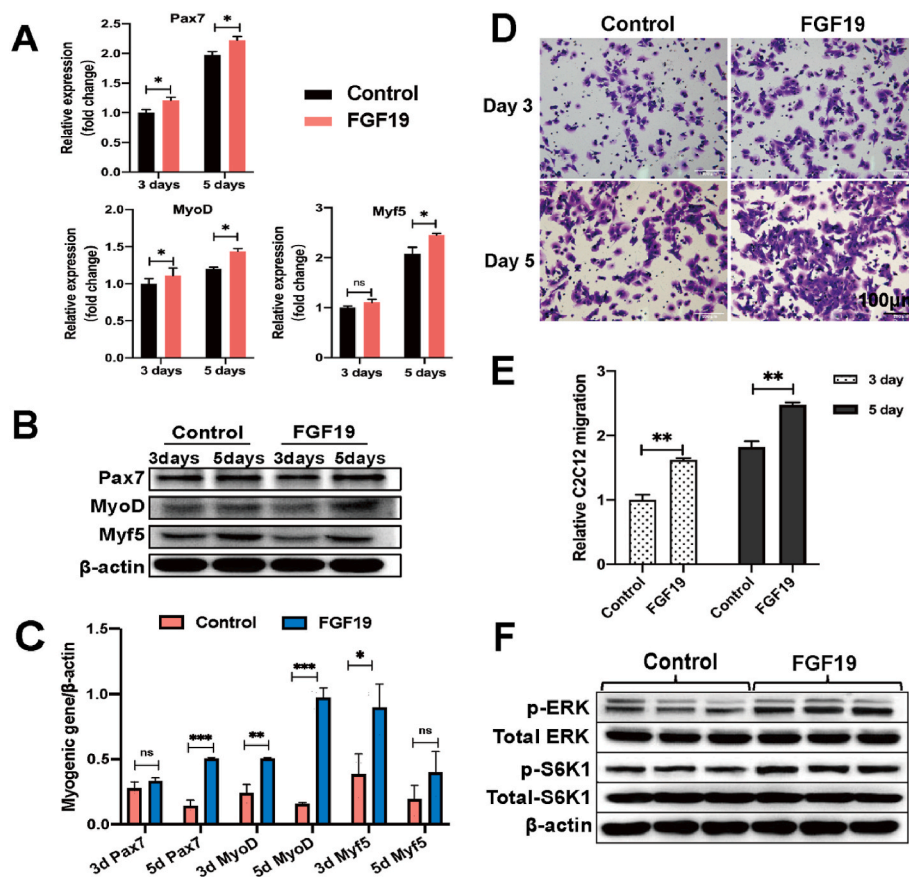 A
Pax7
Relative expression
(fold change)
2.5
2.0
1.5
1.0
0.5
0.0
*
*
3 days
5 days
Control
FGF19
MyoD
Relative expression
(fold change)
2.0
1.5
1.0
0.5
0.0
*
*
3 days
5 days
Myf5
Relative expression
(fold change)
3
2
1
0
ns
*
3 days
5 days
B
Control
FGF19
3days 5days 3days 5days
Pax7
MyoD
Myf5
β-actin
C
Control
FGF19
Myogenic gene/β-actin
1.5
1.0
0.5
0.0
ns
***
**
***
*
ns
3d Pax7
5d Pax7
3d MyoD
5d MyoD
3d Myf5
5d Myf5
D
Control
FGF19
Day 3
Day 5
100μm
E
Relative C2C12 migration
3
2
1
0
**
**
3 day
5 day
Control
FGF19
Control
FGF19
F
Control
FGF19
p-ERK
Total ERK
p-S6K1
Total-S6K1
β-actin